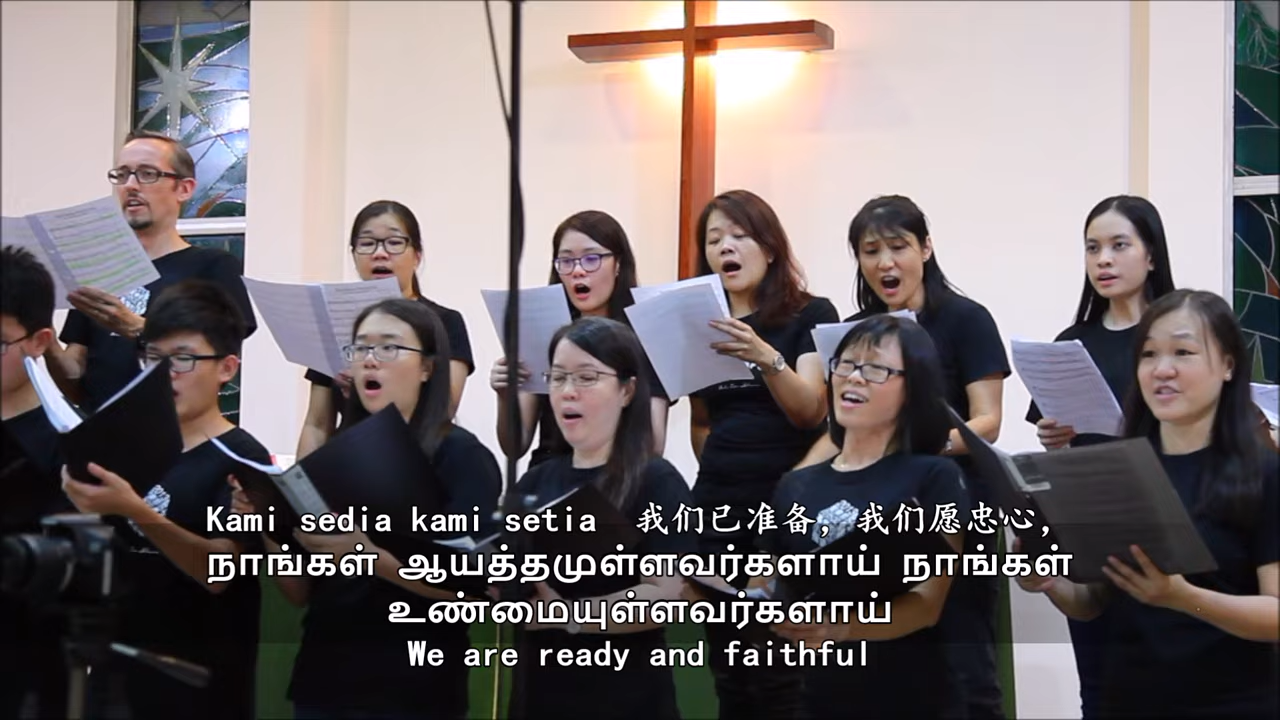 Kami sedia kami setia 我们已准备，我们愿忠心，
நாங்கள் ஆயத்தமுள்ளவர்களாய் நாங்கள்
உண்மையுள்ளவர்களாய்
We are ready and faithful